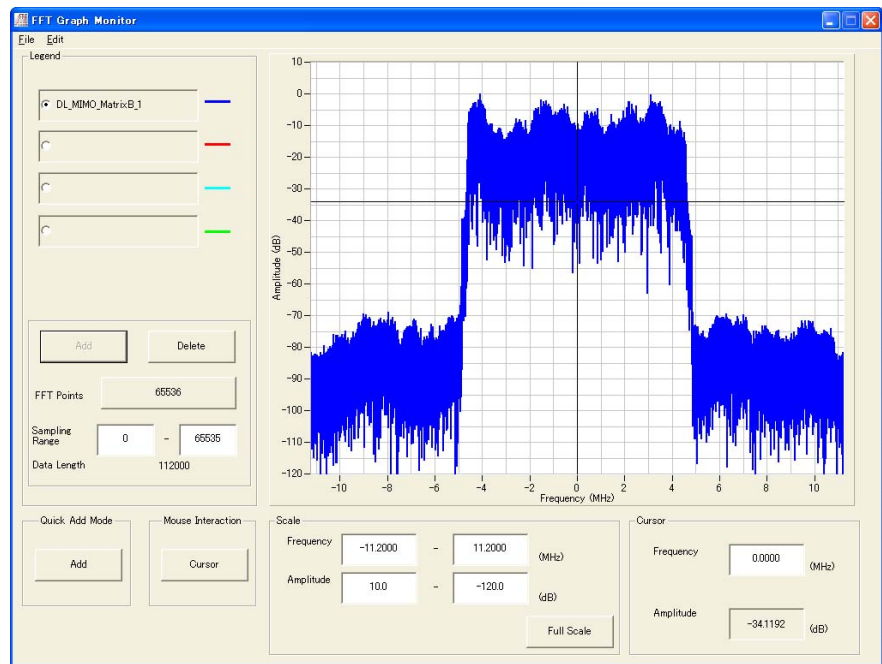 FFT Graph Monitor
File Edit
Legend
DL_MIMO_MatrixB_1
Add
Delete
FFT Points
65536
Sampling Range
0 - 65535
Data Length
112000
Amplitude (dB)
10
0
-10
-20
-30
-40
-50
-60
-70
-80
-90
-100
-110
-120
-10 -8 -6 -4 -2 0 2 4 6 8 10
Frequency (MHz)
Quick Add Mode
Add
Mouse Interaction
Cursor
Scale
Frequency
-11.2000 - 11.2000 (MHz)
Amplitude
10.0 - -120.0 (dB)
Full Scale
Cursor
Frequency
0.0000 (MHz)
Amplitude
-34.1192 (dB)